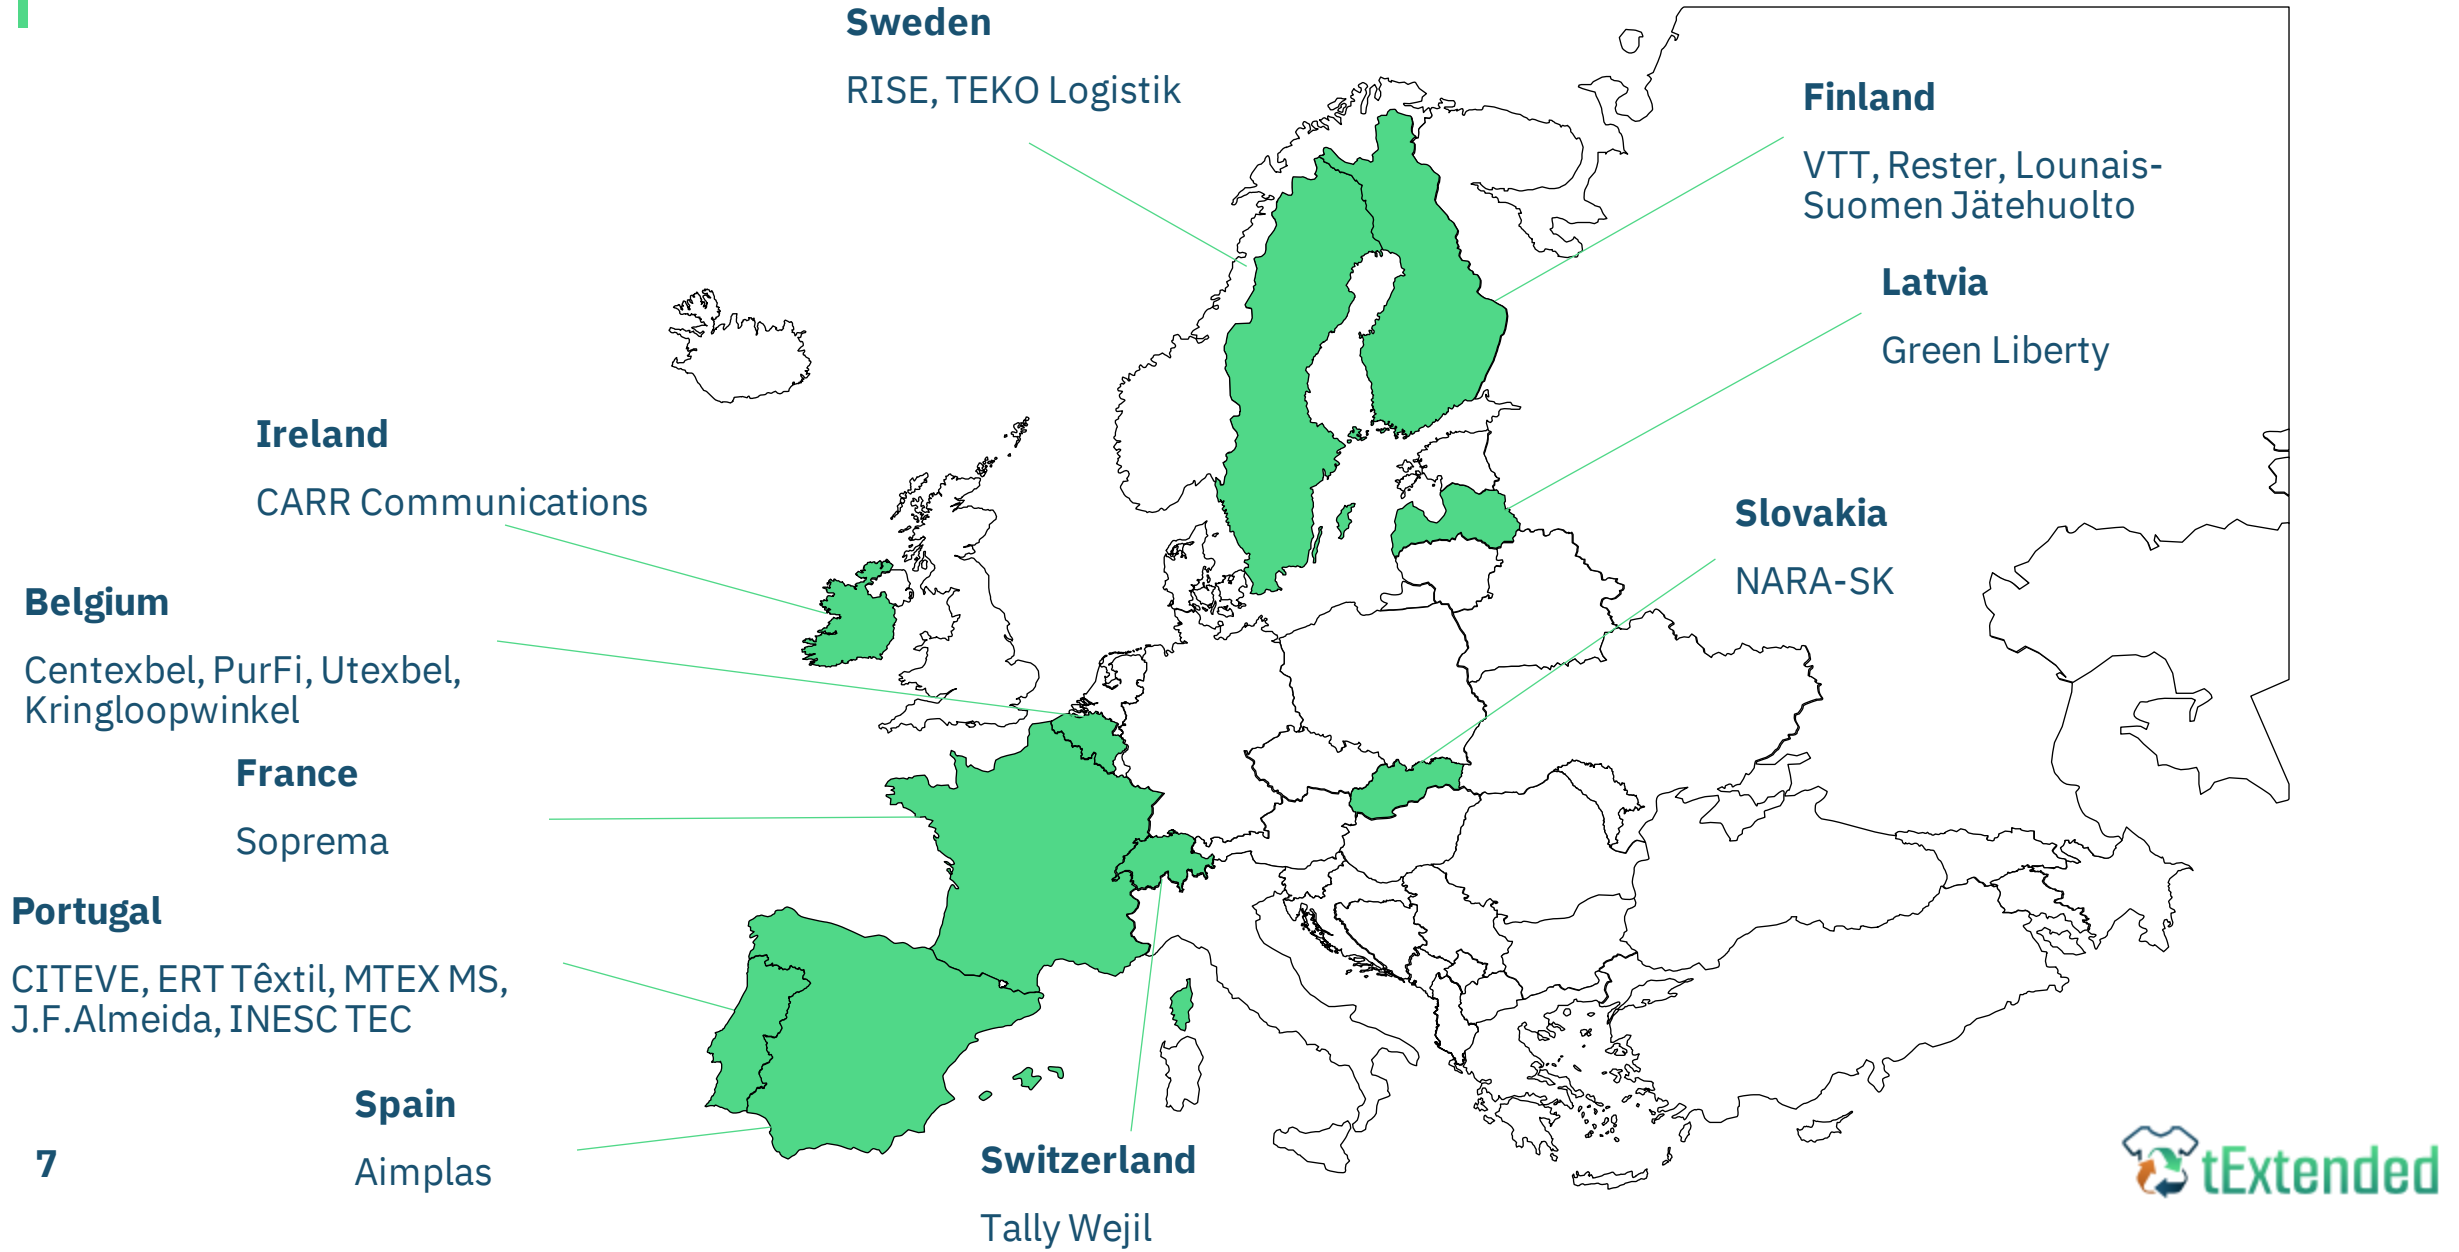 Sweden
RISE, TEKO Logistik
Finland
VTT, Rester, Lounais-
Suomen Jätehuolto
Latvia
Green Liberty
Ireland
CARR Communications
Slovakia
NARA-SK
Belgium
Centexbel, PurFi, Utexbel,
Kringloopwinkel
France
Soprema
Portugal
CITEVE, ERT Têxtil, MTEX MS,
J.F.Almeida, INESC TEC
Spain
Aimplas
Switzerland
Tally Wejil
7
tExtended